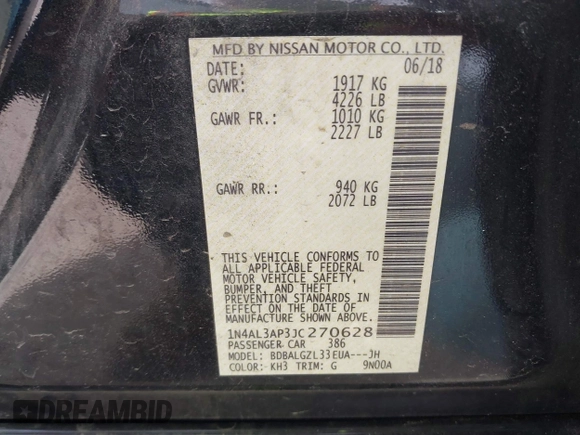 MFD BY NISSAN MOTOR CO., LTD.
DATE: 06/18
GVWR: 1917 KG
4226 LB
GAWR FR.: 1010 KG
2227 LB
GAWR RR.: 940 KG
2072 LB
THIS VEHICLE CONFORMS TO
ALL APPLICABLE FEDERAL
MOTOR VEHICLE SAFETY,
BUMPER, AND THEFT
PREVENTION STANDARDS IN
EFFECT ON THE DATE OF
MANUFACTURE SHOWN ABOVE.
1N4AL3AP3JC270628
PASSENGER CAR 386
MODEL: BDBALGZL33EUA---JH
COLOR: KH3 TRIM: G 9N00A
DREAMBID